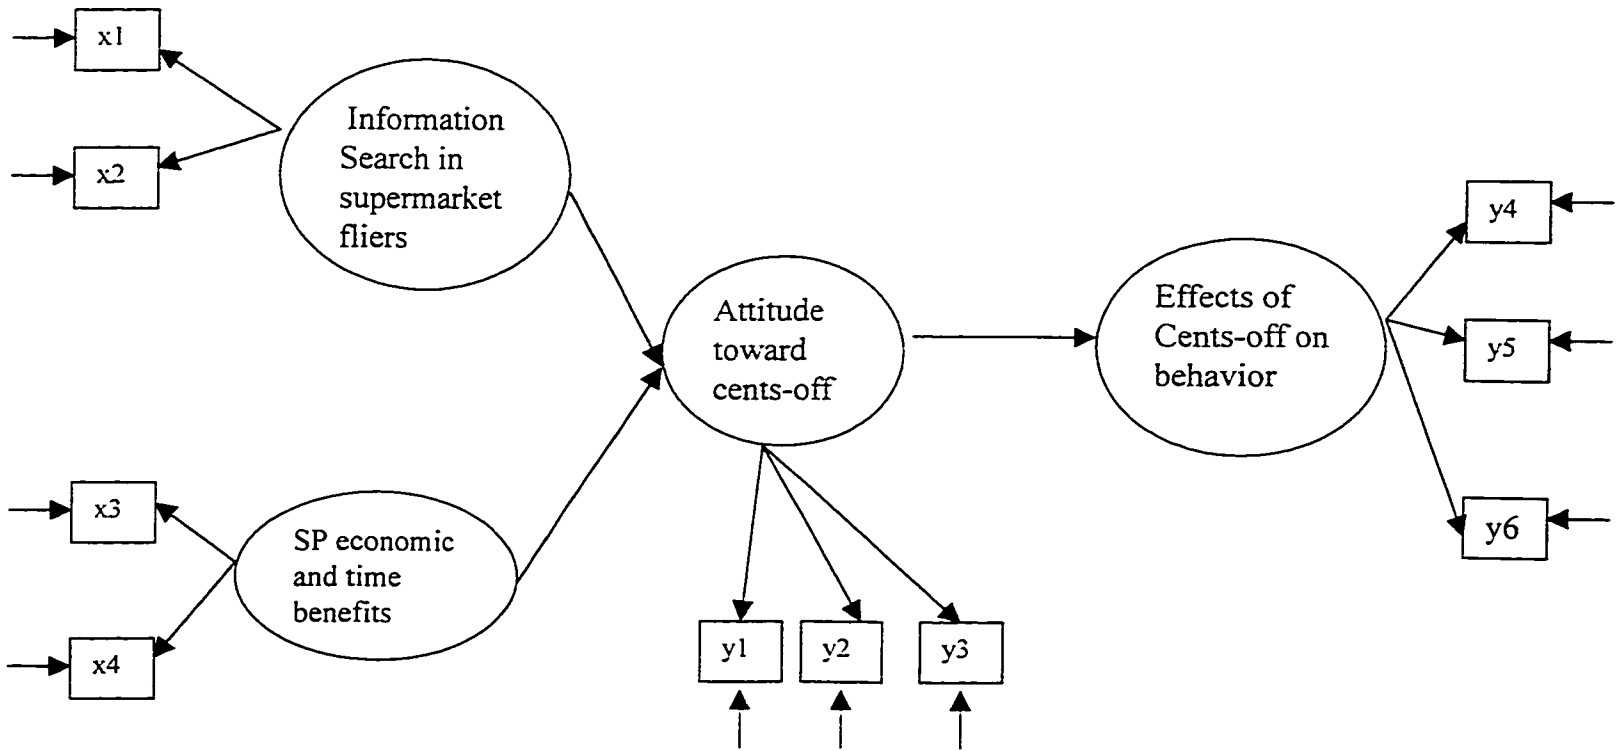 x1
x2
Information
Search in
supermarket
fliers
x3
x4
SP economic
and time
benefits
Attitude
toward
cents-off
y1
y2
y3
Effects of
Cents-off on
behavior
y4
y5
y6